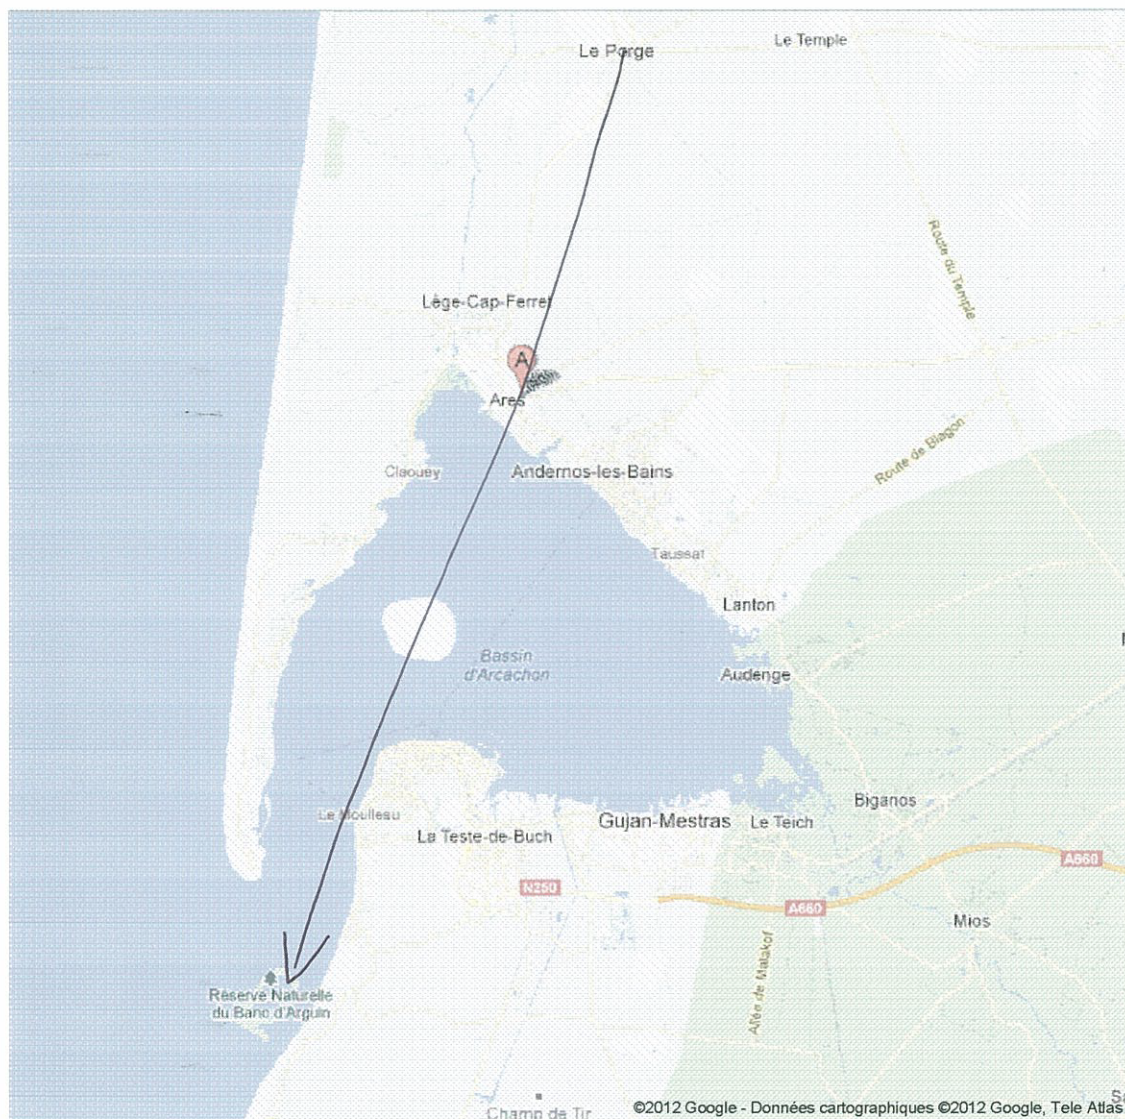 Le Temple
Le Porge
Route du Temple
Lège-Cap-Ferret
A
Ares
Route de Blagon
Claouey
Andernos-les-Bains
Taussat
Lanton
Bassin
d'Arcachon
Audenge
Biganos
Le Moulleau
Gujan-Mestras
Le Teich
La Teste-de-Buch
A660
N250
A660
Mios
Allée de Malakof
Réserve Naturelle
du Banc d'Arguin
Champ de Tir
©2012 Google - Données cartographiques ©2012 Google, Tele Atlas